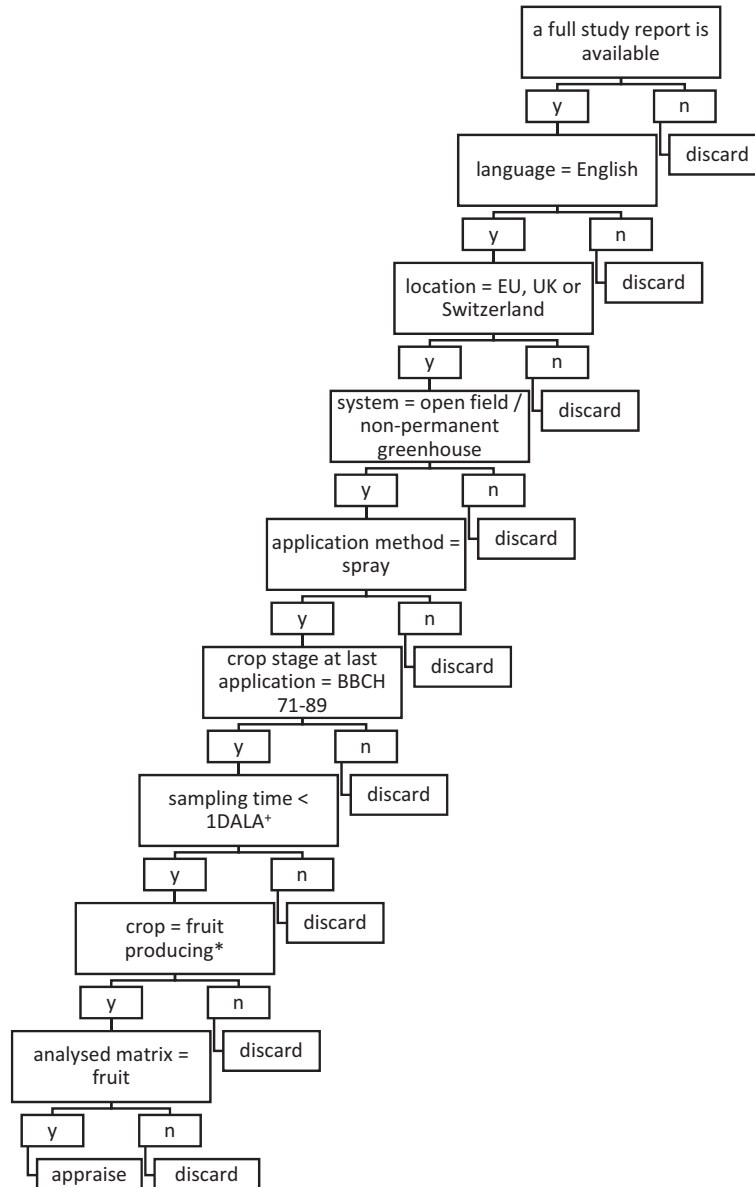 a full study report is
available
y
n
discard
language = English
y
n
discard
location = EU, UK or
Switzerland
y
n
discard
system = open field /
non-permanent
greenhouse
y
n
discard
application method =
spray
y
n
discard
crop stage at last
application = BBCH
71-89
y
n
discard
sampling time <
1DALA⁺
y
n
discard
crop = fruit
producing*
y
n
discard
analysed matrix =
fruit
y
n
appraise
discard